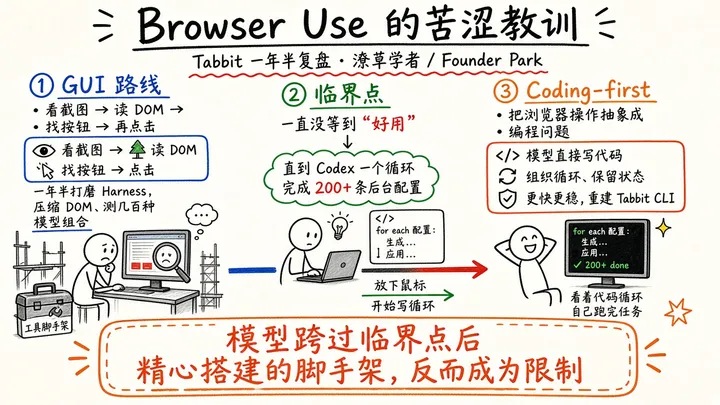 Browser Use 的苦涩教训
Tabbit 一年半复盘·潦草学者 / Founder Park
① GUI 路线
• 看截图 → 读 DOM →
• 找按钮 → 再点击
看截图 → 读 DOM
找按钮 → 点击
一年半打磨 Harness,
压缩 DOM、测几百种
模型组合
工具脚手架
② 临界点
一直没等到“好用”
直到 Codex 一个循环
完成 200+ 条后台配置
</>
for each 配置:
生成...
↓ 应用...
放下鼠标
开始写循环
③ Coding-first
• 把浏览器操作抽象成
• 编程问题
</> 模型直接写代码
组织循环、保留状态
更快更稳,重建 Tabbit CLI
for each 配置:
生成...
应用...
✓ 200+ done
看着代码循环
自己跑完任务
模型跨过临界点后
精心搭建的脚手架,反而成为限制